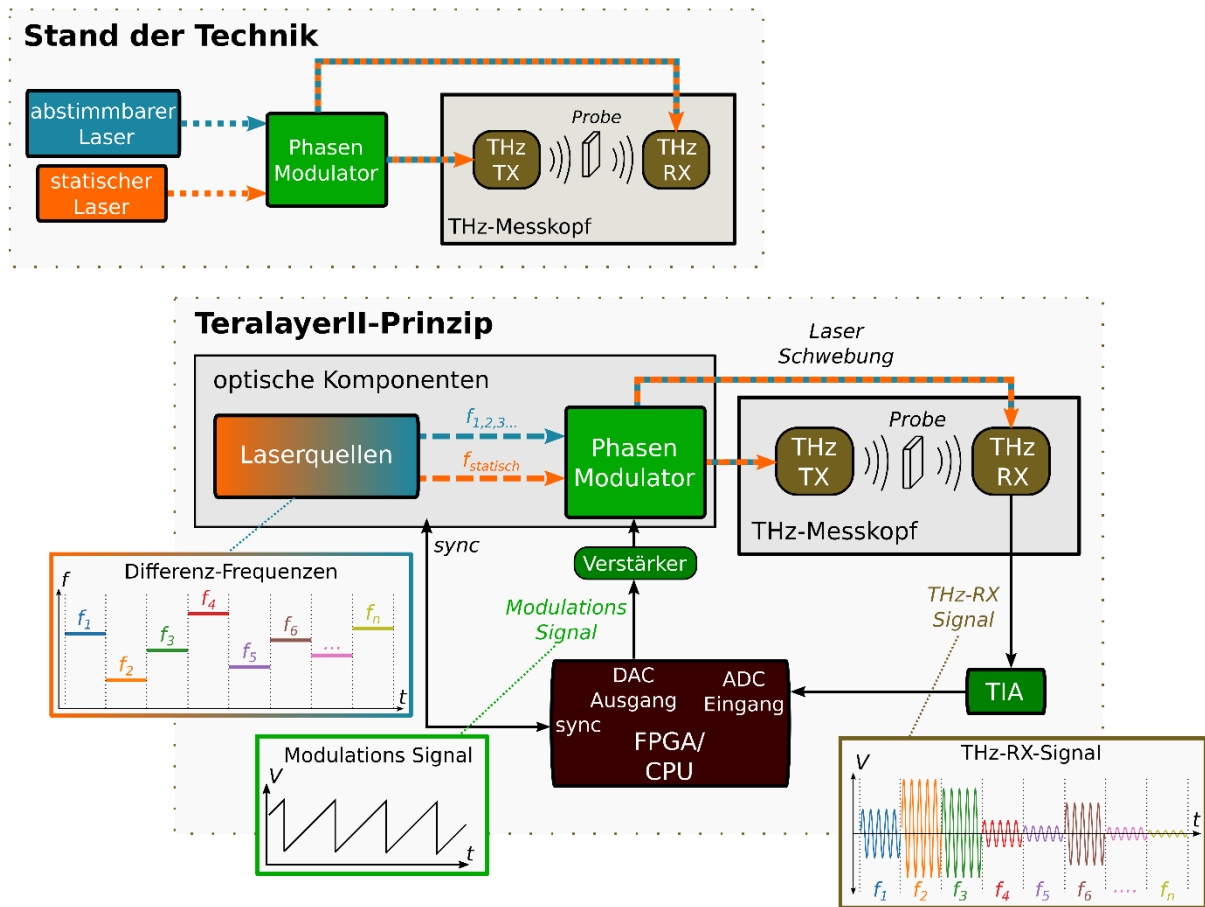 Stand der Technik
abstimmbarer
Laser
statischer
Laser
Phasen
Modulator
THz
TX
Probe
THz
RX
THz-Messkopf
TeralayerII-Prinzip
Laser
Schwebung
optische Komponenten
Laserquellen
f1,2,3...
fstatisch
Phasen
Modulator
THz
TX
Probe
THz
RX
THz-Messkopf
sync
Verstärker
Differenz-Frequenzen
f
f1
f2
f3
f4
f5
f6
...
fn
t
Modulations
Signal
THz-RX
Signal
DAC
Ausgang
ADC
Eingang
sync
FPGA/
CPU
TIA
Modulations Signal
V
t
THz-RX-Signal
V
t
f1 f2 f3 f4 f5 f6 .... fn